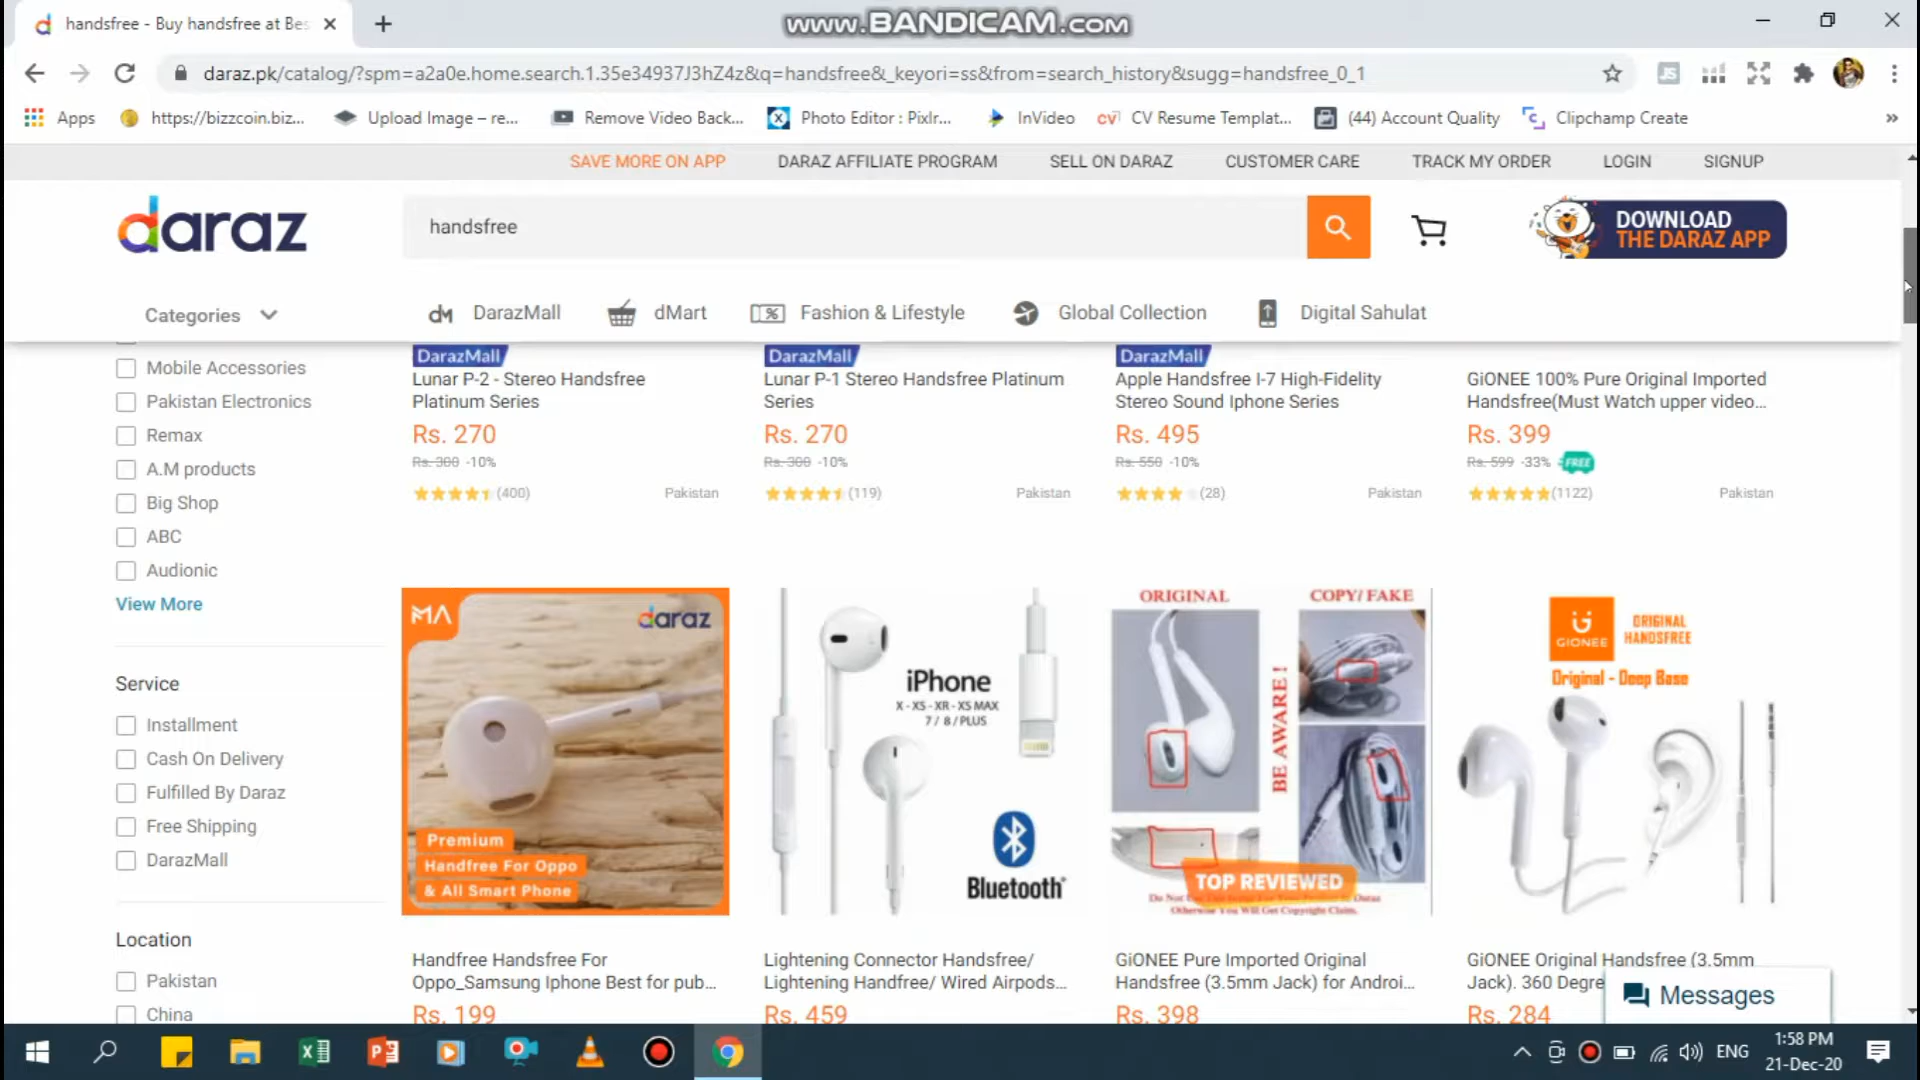 handsfree - Buy handsfree at Bes
www.BANDICAM.com
daraz.pk/catalog/?spm=a2a0e.home.search.1.35e34937J3hZ4z&q=handsfree&_keyori=ss&from=search_history&sugg=handsfree_0_1
JS
Apps
https://bizzcoin.biz...
Upload Image – re...
Remove Video Back...
Photo Editor : Pixlr...
InVideo
CV Resume Templat...
(44) Account Quality
Clipchamp Create
»
SAVE MORE ON APP
DARAZ AFFILIATE PROGRAM
SELL ON DARAZ
CUSTOMER CARE
TRACK MY ORDER
LOGIN
SIGNUP
daraz
handsfree
DOWNLOAD
THE DARAZ APP
Categories
DarazMall
dMart
Fashion & Lifestyle
Global Collection
Digital Sahulat
Mobile Accessories
Pakistan Electronics
Remax
A.M products
Big Shop
ABC
Audionic
View More
Service
Installment
Cash On Delivery
Fulfilled By Daraz
Free Shipping
DarazMall
Location
Pakistan
China
DarazMall
Lunar P-2 - Stereo Handsfree
Platinum Series
Rs. 270
Rs. 300 -10%
(400)
Pakistan
DarazMall
Lunar P-1 Stereo Handsfree Platinum
Series
Rs. 270
Rs. 300 -10%
(119)
Pakistan
DarazMall
Apple Handsfree I-7 High-Fidelity
Stereo Sound Iphone Series
Rs. 495
Rs. 550 -10%
(28)
Pakistan
GiONEE 100% Pure Original Imported
Handsfree(Must Watch upper video...
Rs. 399
Rs. 599 -33% FREE
(1122)
Pakistan
MA
daraz
Premium
Handfree For Oppo
& All Smart Phone
Handfree Handsfree For
Oppo_Samsung Iphone Best for pub...
Rs. 199
iPhone
X - XS - XR - XS MAX
7 / 8 / PLUS
Bluetooth
Lightening Connector Handsfree/
Lightening Handfree/ Wired Airpods...
Rs. 459
ORIGINAL
COPY/ FAKE
BE AWARE !
TOP REVIEWED
Otherwise You Will Get Copyright Claim.
GiONEE Pure Imported Original
Handsfree (3.5mm Jack) for Androi...
Rs. 398
GIONEE
ORIGINAL
HANDSFREE
Original - Deep Base
GiONEE Original Handsfree (3.5mm
Jack). 360 Degre
Rs. 284
Messages
ENG
1:58 PM
21-Dec-20